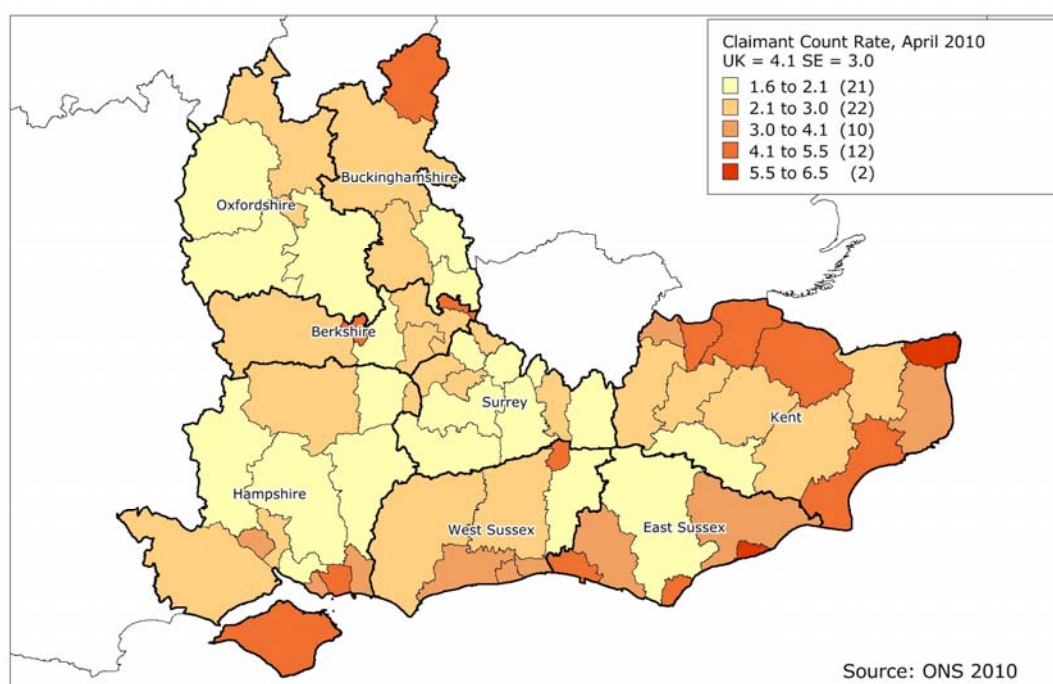 Claimant Count Rate, April 2010
UK = 4.1 SE = 3.0
1.6 to 2.1 (21)
2.1 to 3.0 (22)
3.0 to 4.1 (10)
4.1 to 5.5 (12)
5.5 to 6.5 (2)
Buckinghamshire
Oxfordshire
Berkshire
Surrey
Kent
Hampshire
West Sussex
East Sussex
Source: ONS 2010